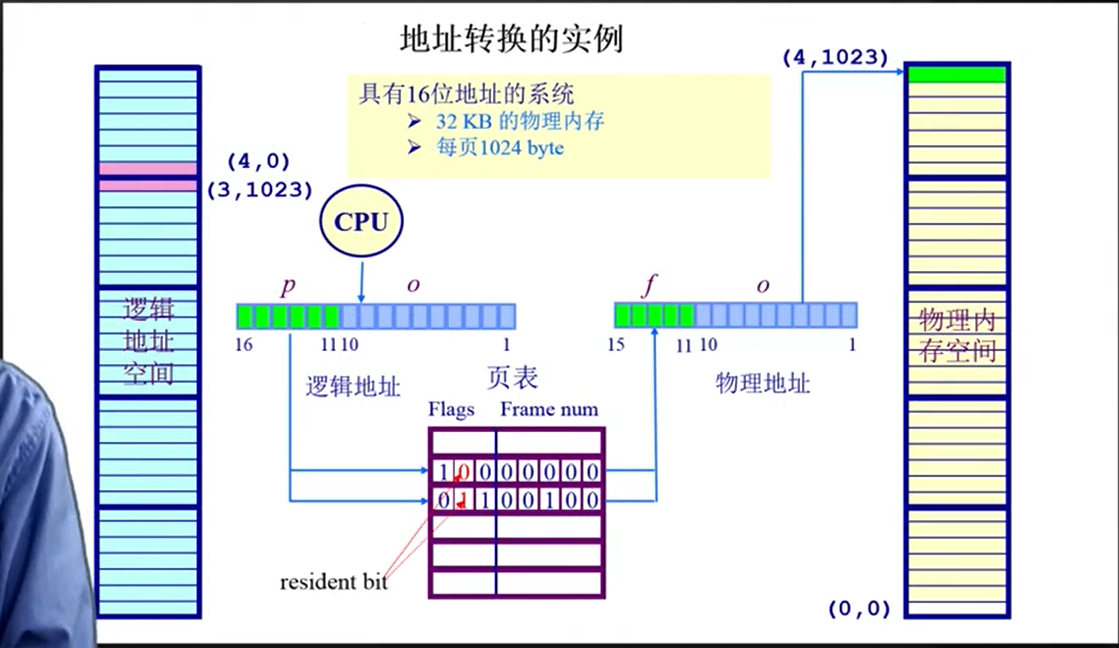 地址转换的实例
具有16位地址的系统
➢ 32 KB 的物理内存
➢ 每页1024 byte
(4,1023)
(4,0)
(3,1023)
CPU
p o
f o
16 11 10 1
15 11 10 1
逻辑
地址
空间
物理内
存空间
逻辑地址
页表
物理地址
Flags Frame num
1 0 0 0 0 0 0 0
0 1 1 0 0 1 0 0
resident bit
(0,0)